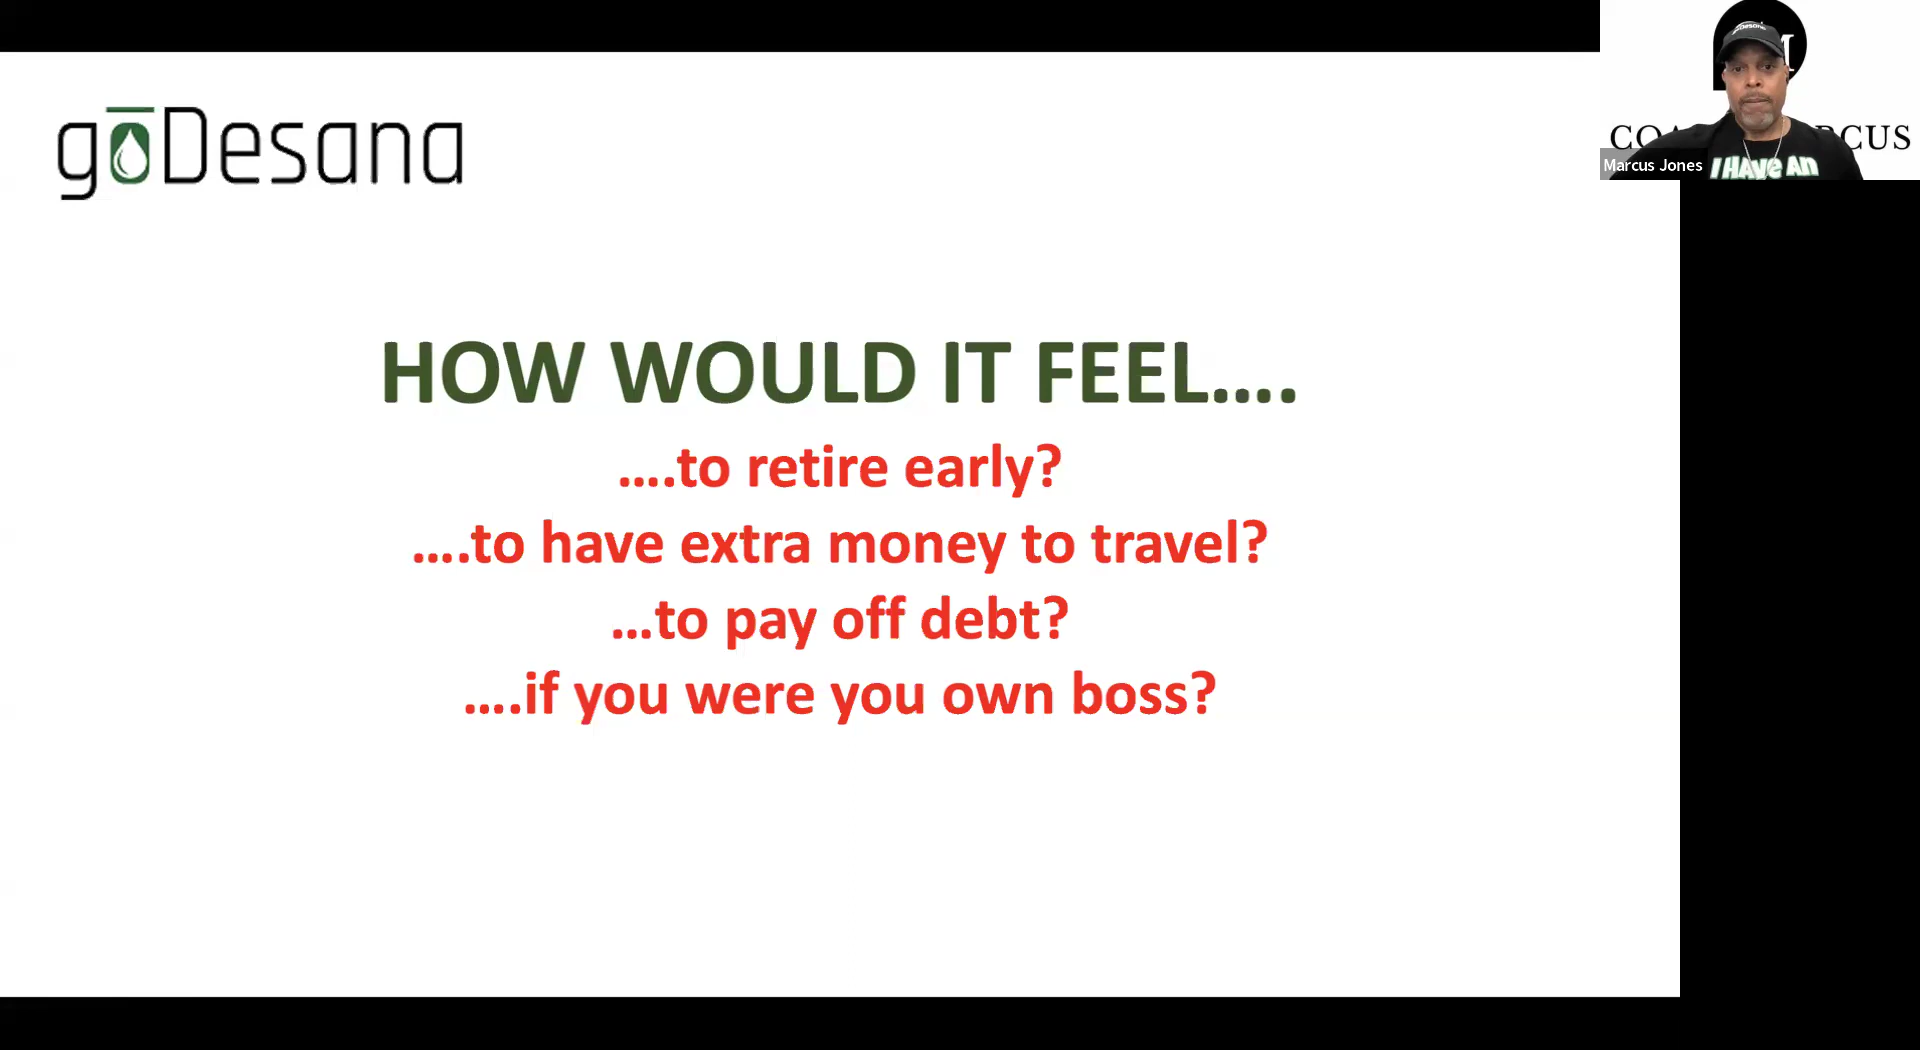 gōDesana
HOW WOULD IT FEEL....
....to retire early?
....to have extra money to travel?
...to pay off debt?
....if you were you own boss?
Marcus Jones
I HAve AN